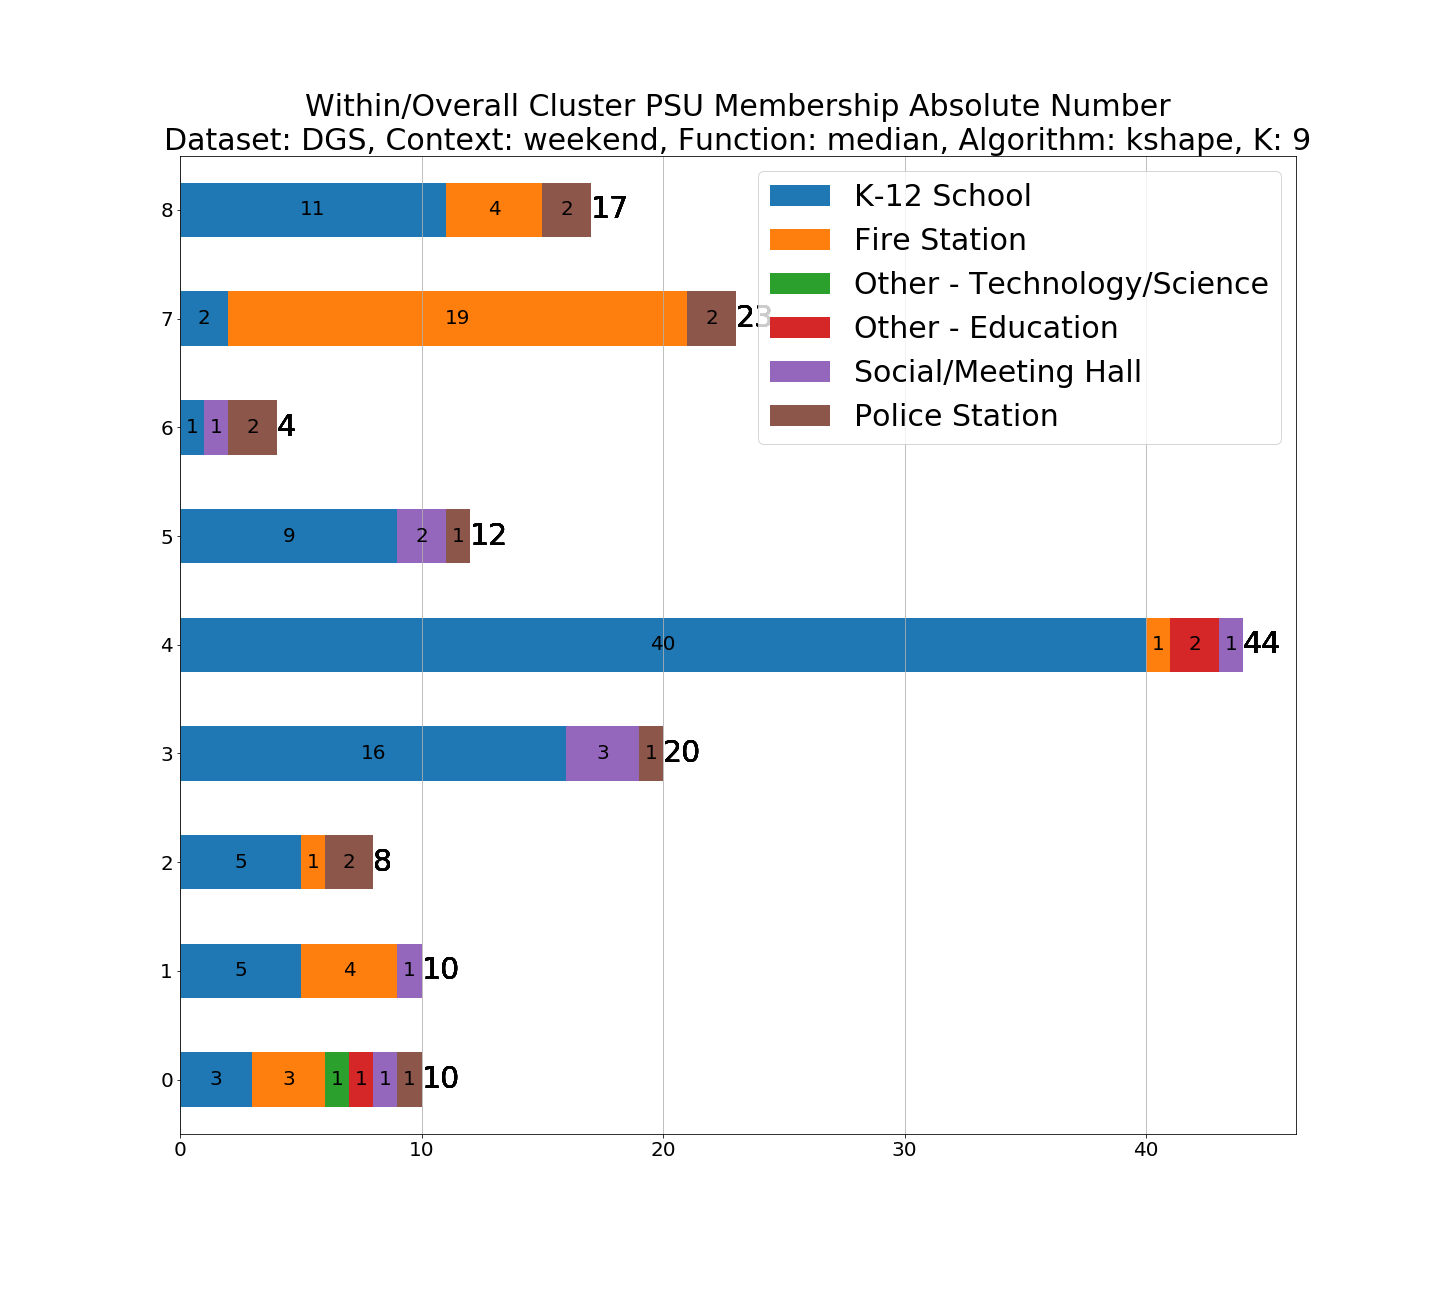 Within/Overall Cluster PSU Membership Absolute Number
Dataset: DGS, Context: weekend, Function: median, Algorithm: kshape, K: 9
K-12 School
Fire Station
Other - Technology/Science
Other - Education
Social/Meeting Hall
Police Station
8 11 4 2 17
7 2 19 2 23
6 1 1 2 4
5 9 2 1 12
4 40 1 2 1 44
3 16 3 1 20
2 5 1 2 8
1 5 4 1 10
0 3 3 1 1 1 1 10
0 10 20 30 40